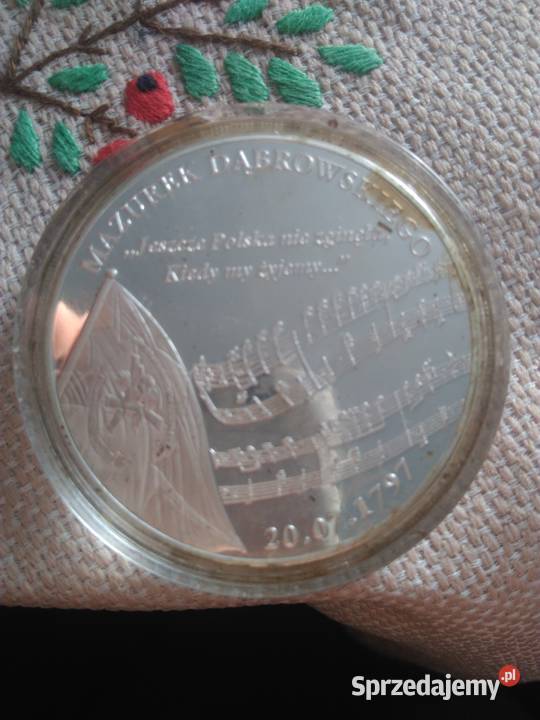 MAZUREK DĄBROWSKIEGO
„Jeszcze Polska nie zginęła,
Kiedy my żyjemy..."
1797
Sprzedajemy.pl